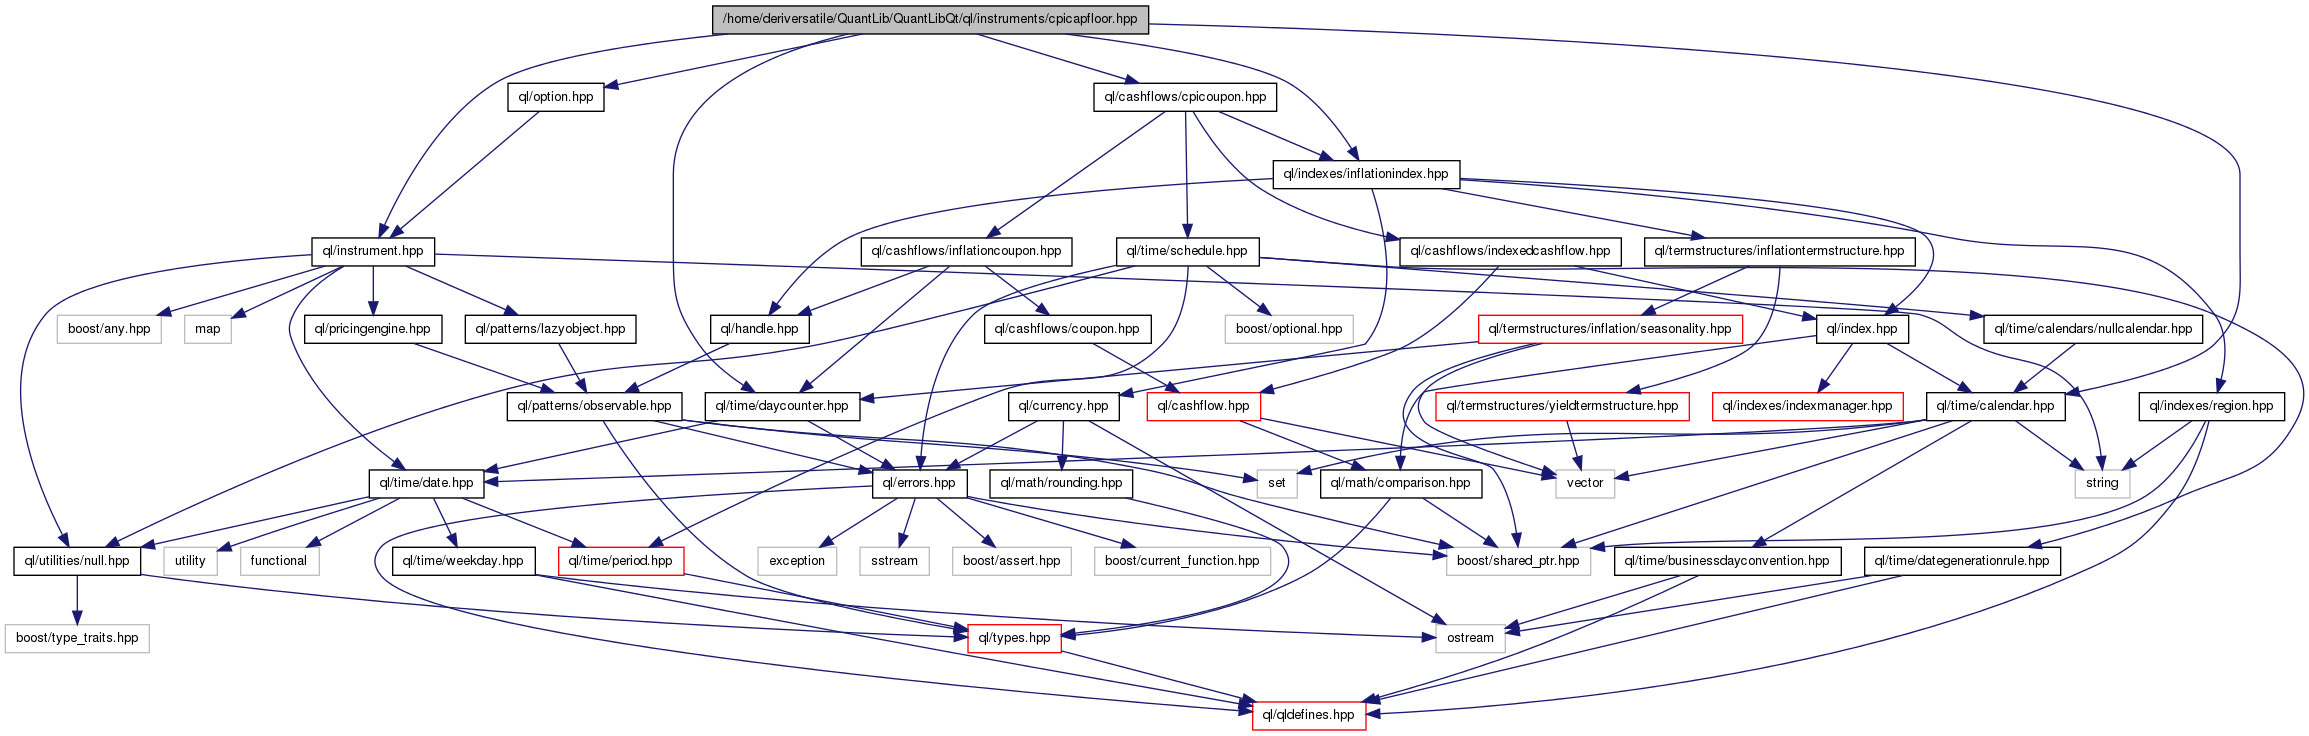 /home/deriversatile/QuantLib/QuantLibQt/ql/instruments/cpicapfloor.hpp
ql/option.hpp
ql/cashflows/cpicoupon.hpp
ql/indexes/inflationindex.hpp
ql/instrument.hpp
ql/cashflows/inflationcoupon.hpp
ql/time/schedule.hpp
ql/cashflows/indexedcashflow.hpp
ql/termstructures/inflationtermstructure.hpp
boost/any.hpp
map
ql/pricingengine.hpp
ql/patterns/lazyobject.hpp
ql/handle.hpp
ql/cashflows/coupon.hpp
boost/optional.hpp
ql/termstructures/inflation/seasonality.hpp
ql/index.hpp
ql/time/calendars/nullcalendar.hpp
ql/patterns/observable.hpp
ql/time/daycounter.hpp
ql/currency.hpp
ql/cashflow.hpp
ql/termstructures/yieldtermstructure.hpp
ql/indexes/indexmanager.hpp
ql/time/calendar.hpp
ql/indexes/region.hpp
ql/time/date.hpp
ql/errors.hpp
ql/math/rounding.hpp
set
ql/math/comparison.hpp
vector
string
ql/utilities/null.hpp
utility
functional
ql/time/weekday.hpp
ql/time/period.hpp
exception
sstream
boost/assert.hpp
boost/current_function.hpp
boost/shared_ptr.hpp
ql/time/businessdayconvention.hpp
ql/time/dategenerationrule.hpp
boost/type_traits.hpp
ql/types.hpp
ostream
ql/qldefines.hpp